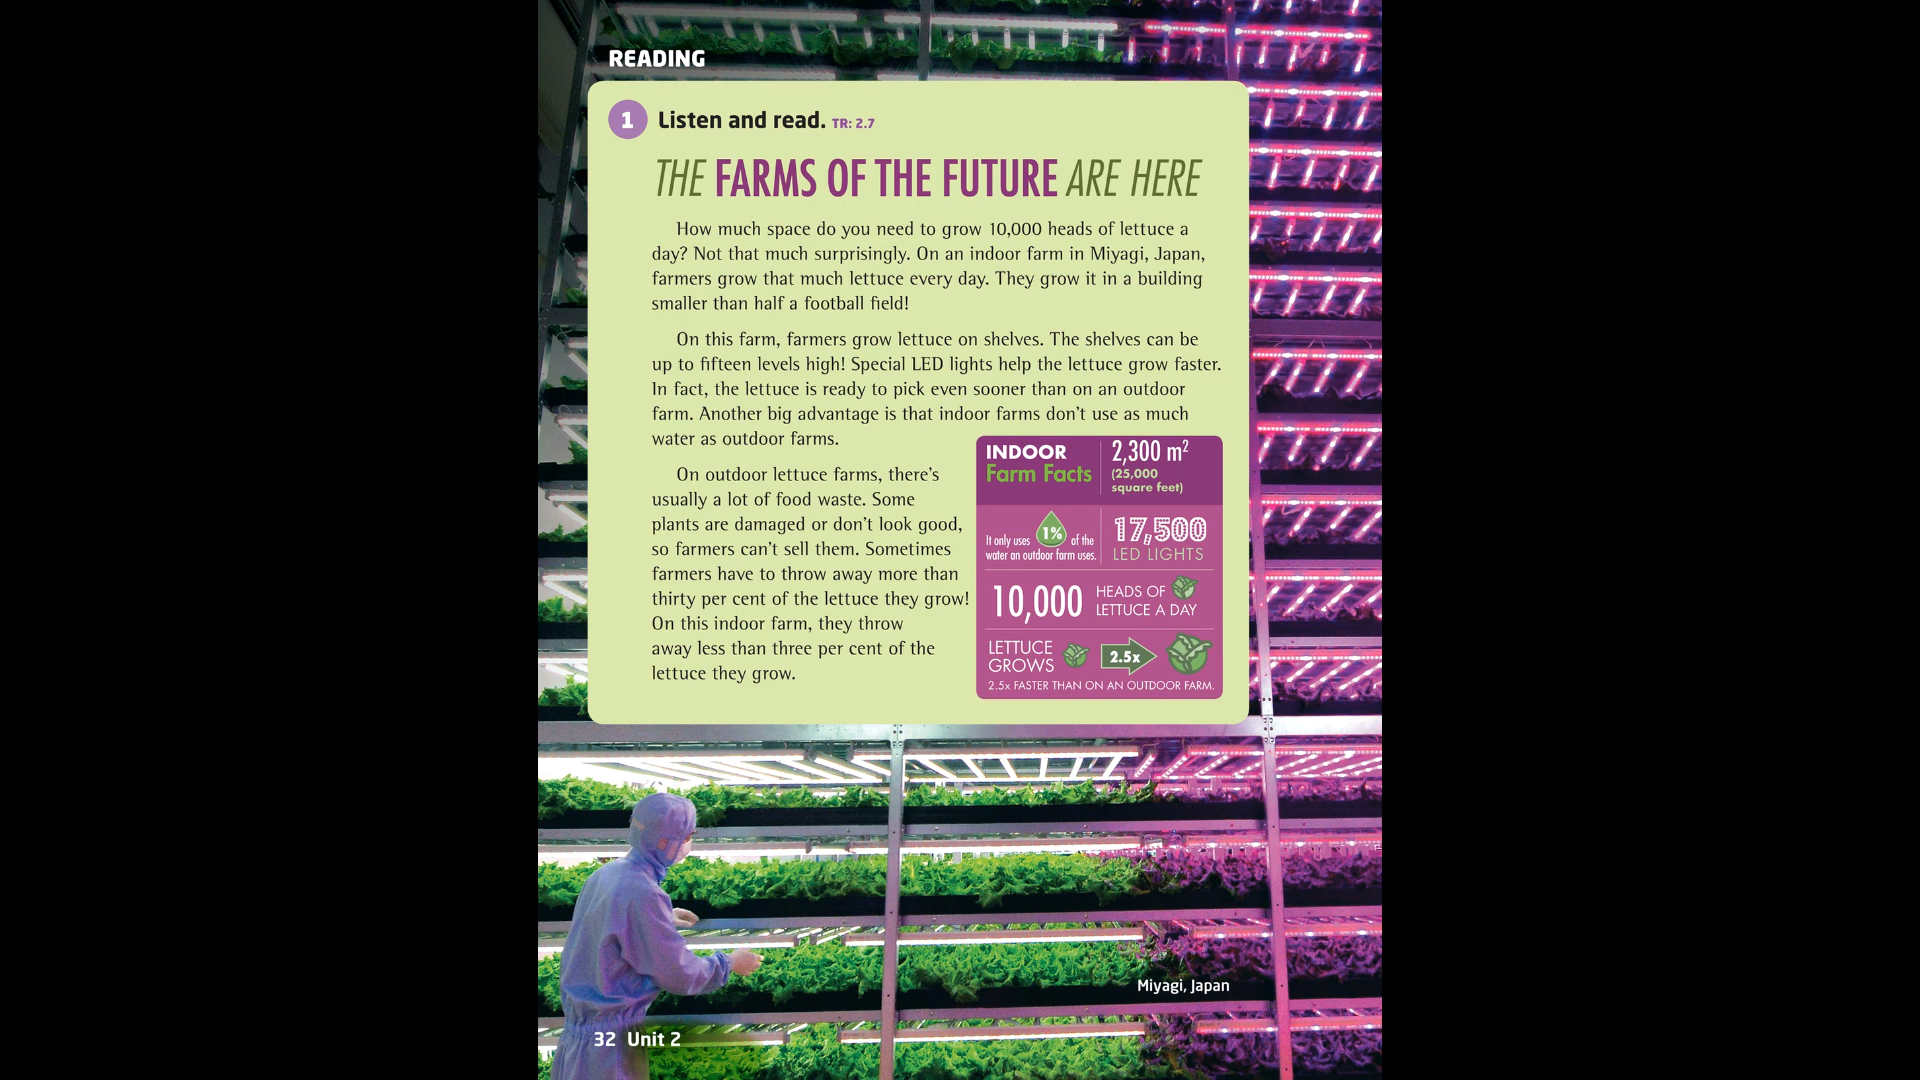 READING
1 Listen and read. TR: 2.7
THE FARMS OF THE FUTURE ARE HERE
How much space do you need to grow 10,000 heads of lettuce a
day? Not that much surprisingly. On an indoor farm in Miyagi, Japan,
farmers grow that much lettuce every day. They grow it in a building
smaller than half a football field!
On this farm, farmers grow lettuce on shelves. The shelves can be
up to fifteen levels high! Special LED lights help the lettuce grow faster.
In fact, the lettuce is ready to pick even sooner than on an outdoor
farm. Another big advantage is that indoor farms don't use as much
water as outdoor farms.
On outdoor lettuce farms, there's
usually a lot of food waste. Some
plants are damaged or don't look good,
so farmers can't sell them. Sometimes
farmers have to throw away more than
thirty per cent of the lettuce they grow!
On this indoor farm, they throw
away less than three per cent of the
lettuce they grow.
INDOOR
Farm Facts
2,300 m²
(25,000
square feet)
It only uses 1% of the
water an outdoor farm uses.
17,500
LED LIGHTS
10,000
HEADS OF
LETTUCE A DAY
LETTUCE
GROWS
2.5x
2.5x FASTER THAN ON AN OUTDOOR FARM.
Miyagi, Japan
32 Unit 2